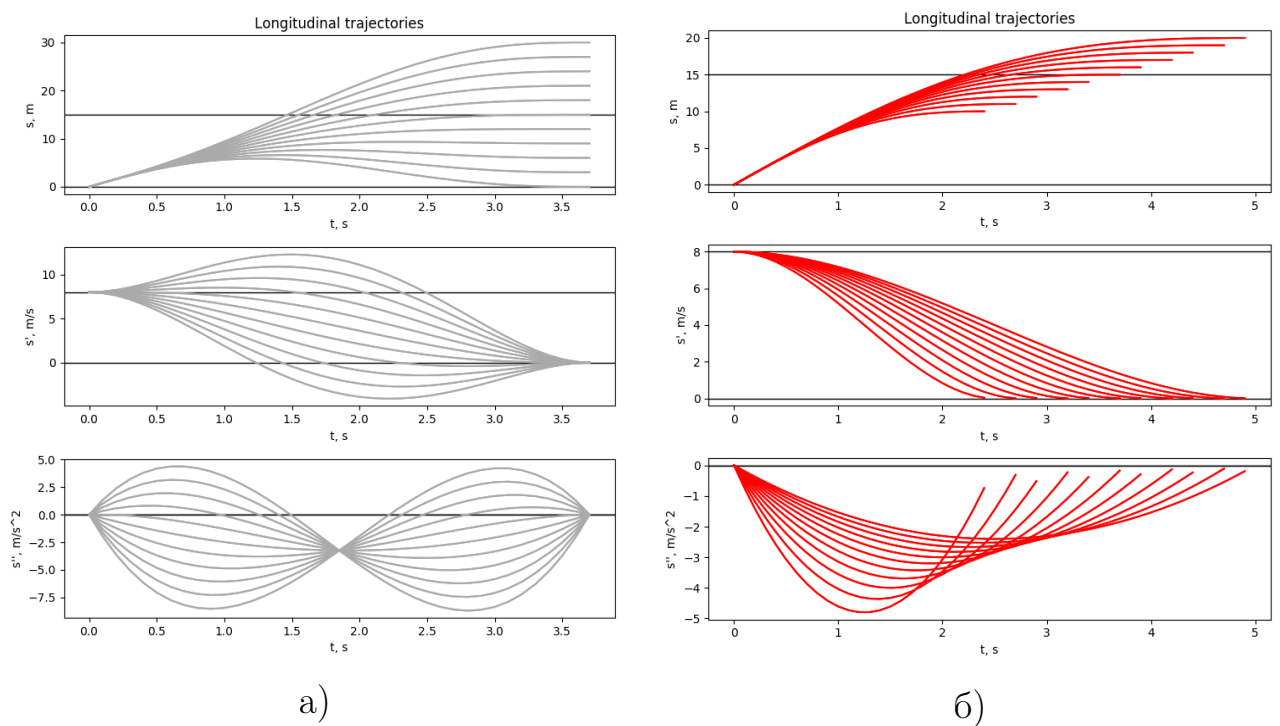 Longitudinal trajectories
30
20
10
0
s, m
0.0 0.5 1.0 1.5 2.0 2.5 3.0 3.5
t, s
10
5
0
s', m/s
0.0 0.5 1.0 1.5 2.0 2.5 3.0 3.5
t, s
5.0
2.5
0.0
−2.5
−5.0
−7.5
s'', m/s^2
0.0 0.5 1.0 1.5 2.0 2.5 3.0 3.5
t, s
а)
Longitudinal trajectories
20
15
10
5
0
s, m
0 1 2 3 4 5
t, s
8
6
4
2
0
s', m/s
0 1 2 3 4 5
t, s
0
−1
−2
−3
−4
−5
s'', m/s^2
0 1 2 3 4 5
t, s
б)